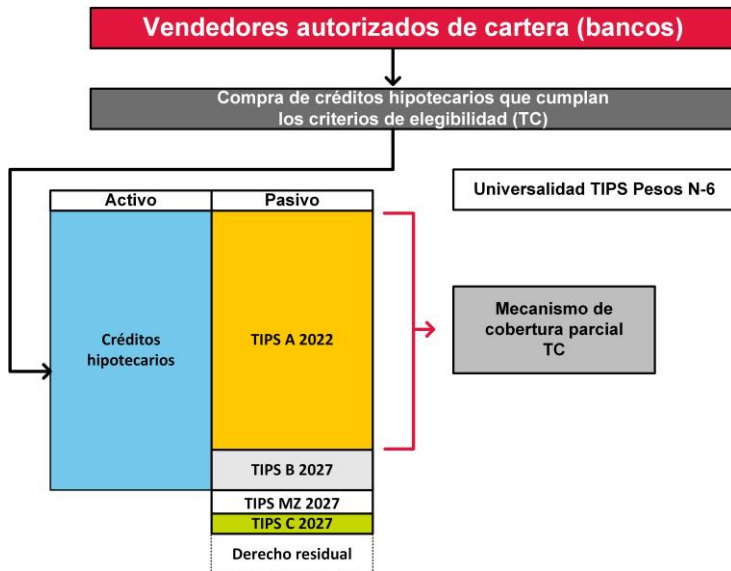 Vendedores autorizados de cartera (bancos)
Compra de créditos hipotecarios que cumplan
los criterios de elegibilidad (TC)
Universalidad TIPS Pesos N-6
Activo
Pasivo
Créditos
hipotecarios
TIPS A 2022
Mecanismo de
cobertura parcial
TC
TIPS B 2027
TIPS MZ 2027
TIPS C 2027
Derecho residual